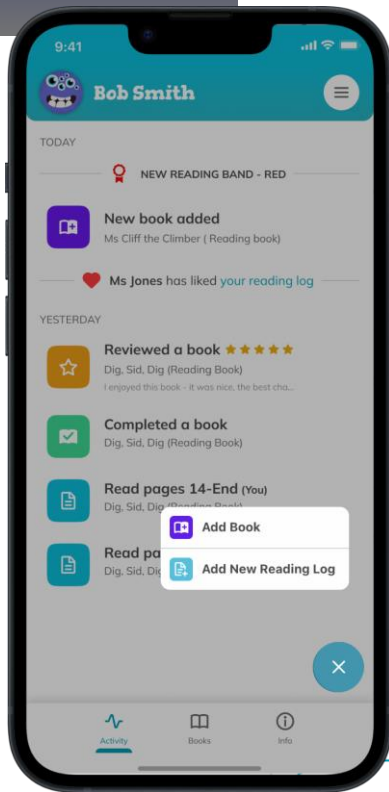 9:41
Bob Smith
TODAY
NEW READING BAND - RED
New book added
Ms Cliff the Climber ( Reading book)
Ms Jones has liked your reading log
YESTERDAY
Reviewed a book
Dig, Sid, Dig (Reading Book)
I enjoyed this book - it was nice, the best cha...
Completed a book
Dig, Sid, Dig (Reading Book)
Read pages 14-End (You)
Dig, Sid, Dig (Reading Book)
Add Book
Read pa
Dig, Sid, Dig
Add New Reading Log
Activity
Books
Info